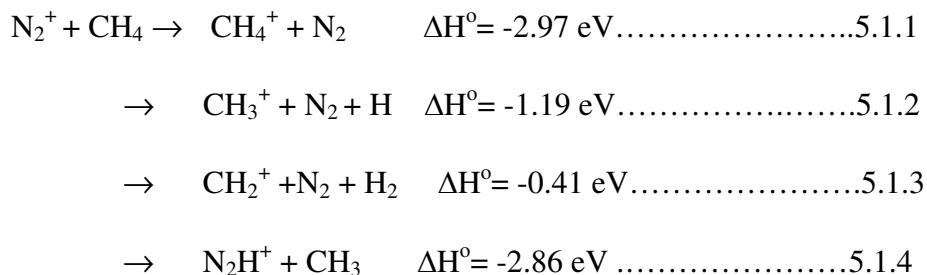 N₂⁺ + CH₄ → CH₄⁺ + N₂ ΔHᵒ= -2.97 eV…………………..5.1.1
→ CH₃⁺ + N₂ + H ΔHᵒ= -1.19 eV…………….…….5.1.2
→ CH₂⁺ +N₂ + H₂ ΔHᵒ= -0.41 eV………………….5.1.3
→ N₂H⁺ + CH₃ ΔHᵒ= -2.86 eV ………………….5.1.4